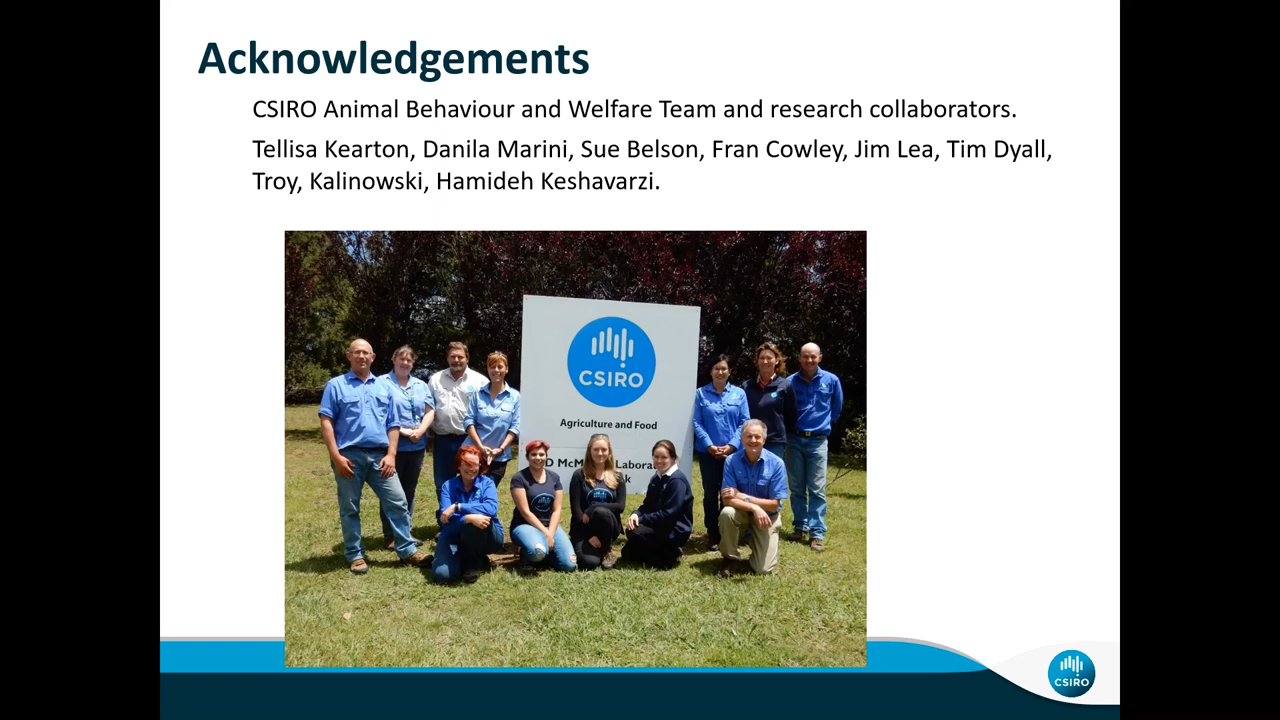 Acknowledgements
CSIRO Animal Behaviour and Welfare Team and research collaborators.
Tellisa Kearton, Danila Marini, Sue Belson, Fran Cowley, Jim Lea, Tim Dyall,
Troy, Kalinowski, Hamideh Keshavarzi.
CSIRO
Agriculture and Food
CSIRO